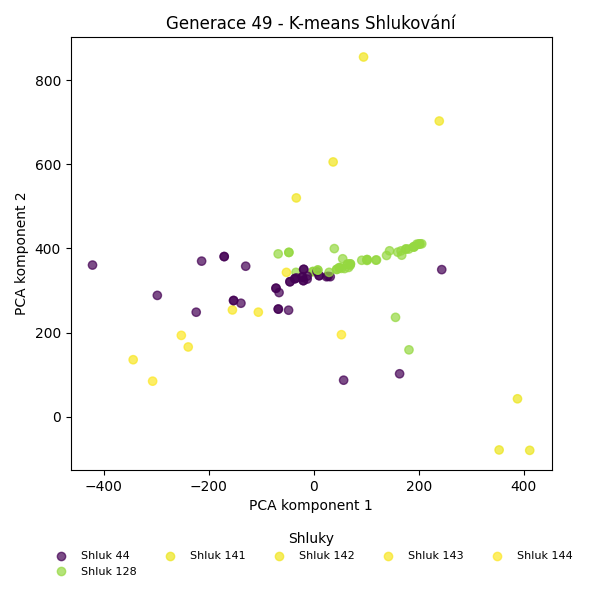 Generace 49 - K-means Shlukování
800
600
400
200
0
−400
−200
0
200
400
PCA komponent 2
PCA komponent 1
Shluky
Shluk 44
Shluk 141
Shluk 142
Shluk 143
Shluk 144
Shluk 128